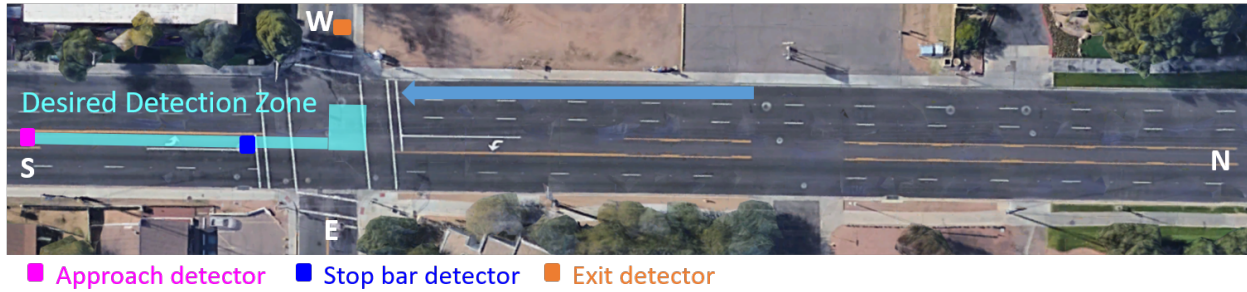 W
Desired Detection Zone
S
N
E
Approach detector Stop bar detector Exit detector